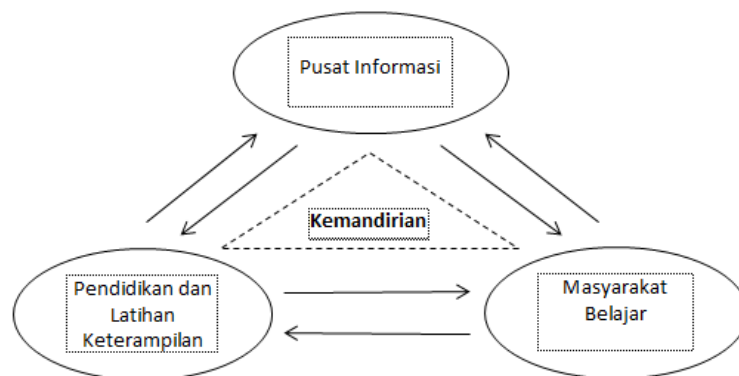 Pusat Informasi
Kemandirian
Pendidikan dan
Latihan
Keterampilan
Masyarakat
Belajar